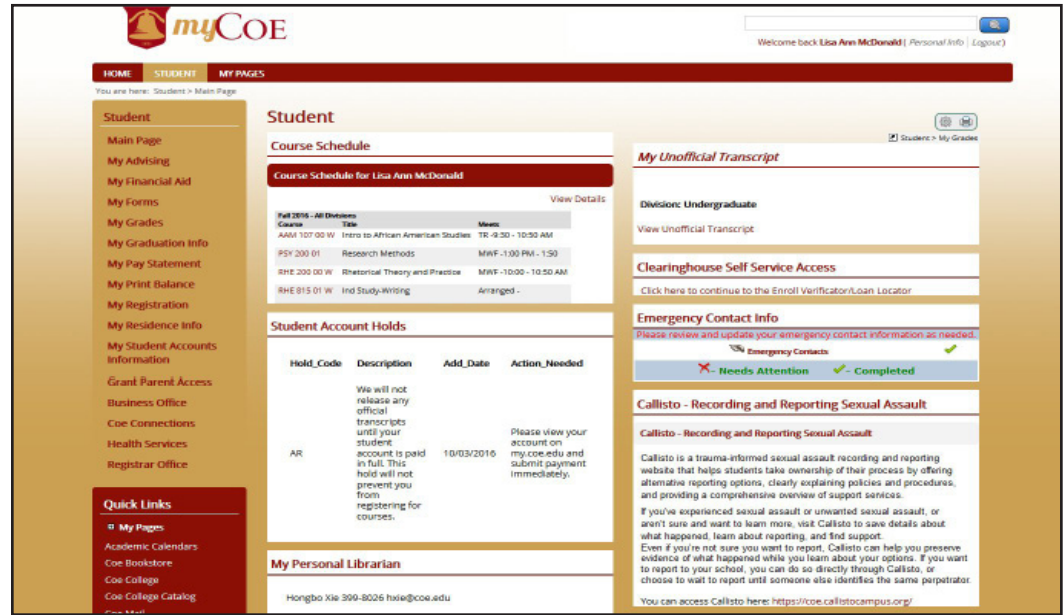 myCOE
Welcome back Lisa Ann McDonald ( Personal Info | Logout )
HOME STUDENT MY PAGES
You are here: Student > Main Page
Student
Main Page
My Advising
My Financial Aid
My Forms
My Grades
My Graduation Info
My Pay Statement
My Print Balance
My Registration
My Residence Info
My Student Accounts
Information
Grant Parent Access
Business Office
Coe Connections
Health Services
Registrar Office
Quick Links
My Pages
Academic Calendars
Coe Bookstore
Coe College
Coe College Catalog
Coe Mail
Student
Course Schedule
Course Schedule for Lisa Ann McDonald
View Details
Fall 2016 - All Divisions
Course Title Meets
AAM 107 00 W Intro to African American Studies TR -9:30 - 10:50 AM
PSY 200 01 Research Methods MWF -1:00 PM - 1:50
RHE 200 00 W Rhetorical Theory and Practice MWF -10:00 - 10:50 AM
RHE 815 01 W Ind Study-Writing Arranged -
Student Account Holds
Hold_Code Description Add_Date Action_Needed
We will not
release any
official
transcripts
until your
student
AR account is paid
in full. This
hold will not
prevent you
from
registering for
courses.
10/03/2016
Please view your
account on
my.coe.edu and
submit payment
immediately.
My Personal Librarian
Hongbo Xie 399-8026 hxie@coe.edu
Student > My Grades
My Unofficial Transcript
Division: Undergraduate
View Unofficial Transcript
Clearinghouse Self Service Access
Click here to continue to the Enroll Verificator/Loan Locator
Emergency Contact Info
Please review and update your emergency contact information as needed.
Emergency Contacts
- Needs Attention - Completed
Callisto - Recording and Reporting Sexual Assault
Callisto - Recording and Reporting Sexual Assault
Callisto is a trauma-informed sexual assault recording and reporting
website that helps students take ownership of their process by offering
alternative reporting options, clearly explaining policies and procedures,
and providing a comprehensive overview of support services.
If you've experienced sexual assault or unwanted sexual assault, or
aren't sure and want to learn more, visit Callisto to save details about
what happened, learn about reporting, and find support.
Even if you're not sure you want to report, Callisto can help you preserve
evidence of what happened while you learn about your options. If you want
to report to your school, you can do so directly through Callisto, or
choose to wait to report until someone else identifies the same perpetrator.
You can access Callisto here: https://coe.callistocampus.org/